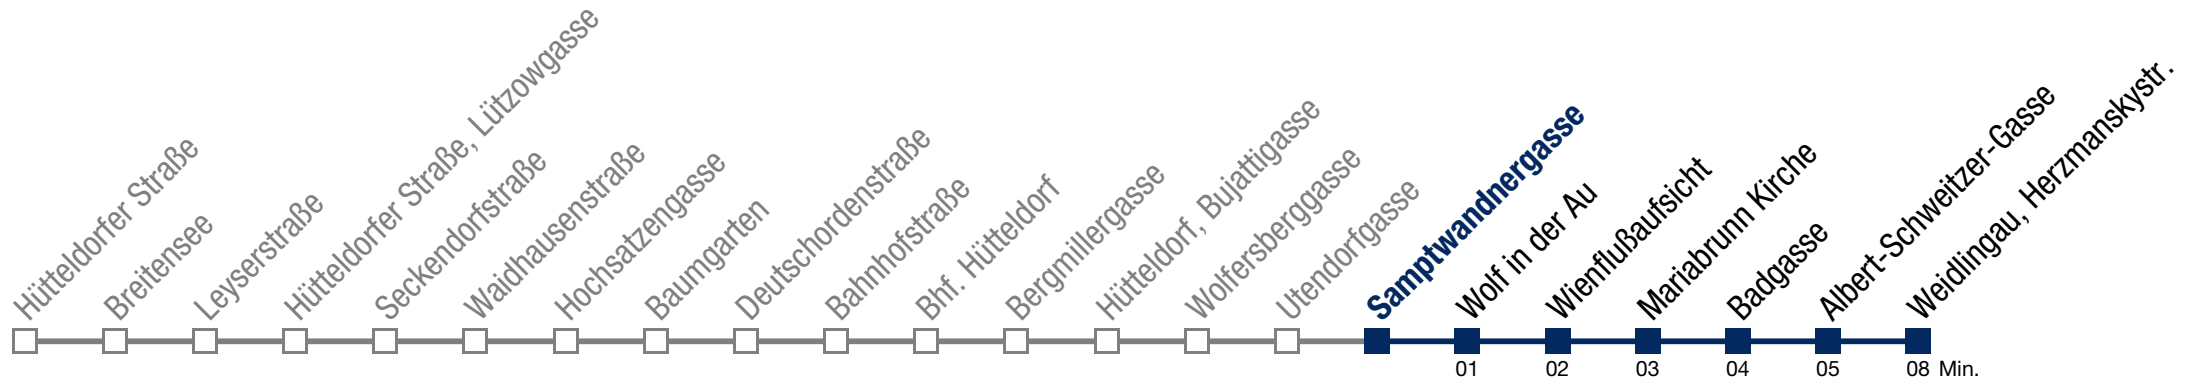 Hütteldorfer Straße
Breitensee
Leyserstraße
Hütteldorfer Straße, Lützowgasse
Seckendorfstraße
Waidhausenstraße
Hochsatzengasse
Baumgarten
Deutschordenstraße
Bahnhofstraße
Bhf. Hütteldorf
Bergmillergasse
Hütteldorf, Bujattigasse
Wolfersberggasse
Utendorfgasse
Samptwandnergasse
Wolf in der Au
Wienflußaufsicht
Mariabrunn Kirche
Badgasse
Albert-Schweitzer-Gasse
Weidlingau, Herzmanskystr.
01 02 03 04 05 08 Min.